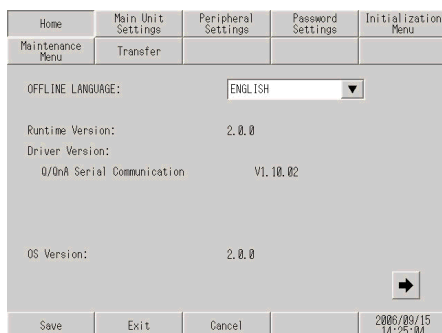 Home
Main Unit
Settings
Peripheral
Settings
Password
Settings
Initialization
Menu
Maintenance
Menu
Transfer
OFFLINE LANGUAGE:
ENGLISH
Runtime Version:
2.0.0
Driver Version:
Q/QnA Serial Communication
V1.10.02
OS Version:
2.0.0
Save
Exit
Cancel
2006/09/15
14:25:04